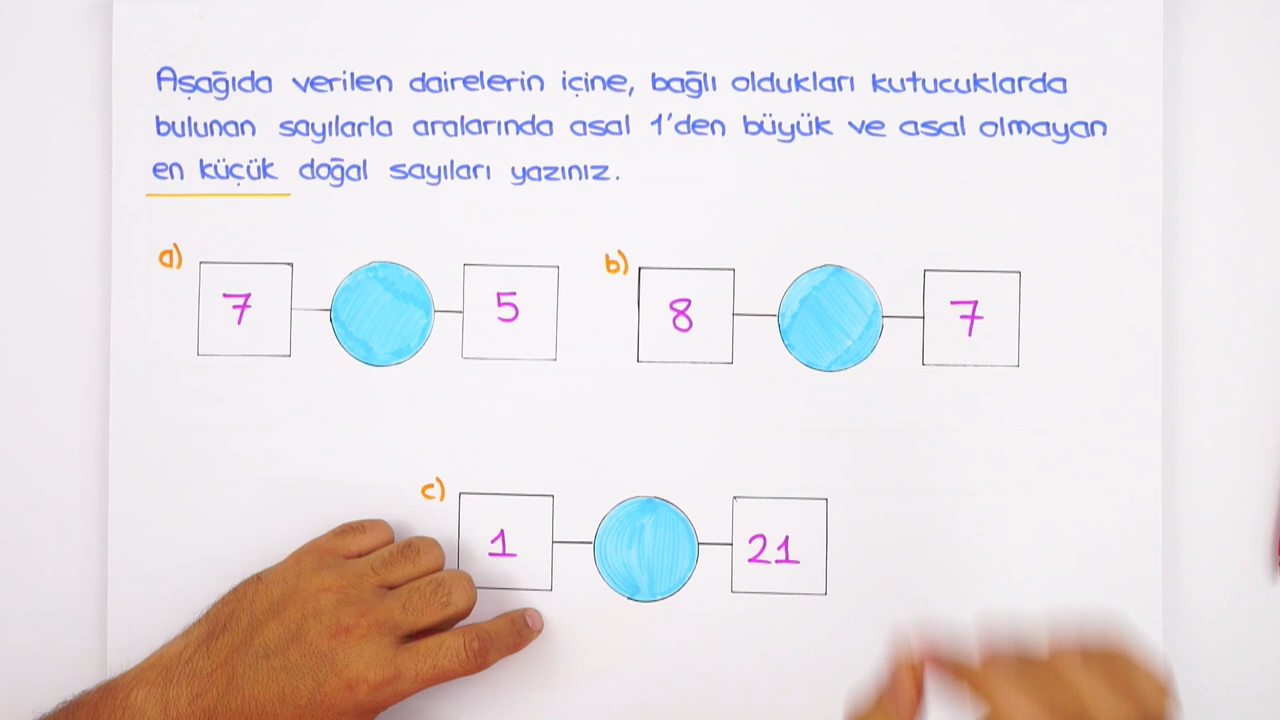 Aşağıda verilen dairelerin içine, bağlı oldukları kutucuklarda
bulunan sayılarla aralarında asal 1'den büyük ve asal olmayan
en küçük doğal sayıları yazınız.
a) 7 5
b) 8 7
c) 1 21